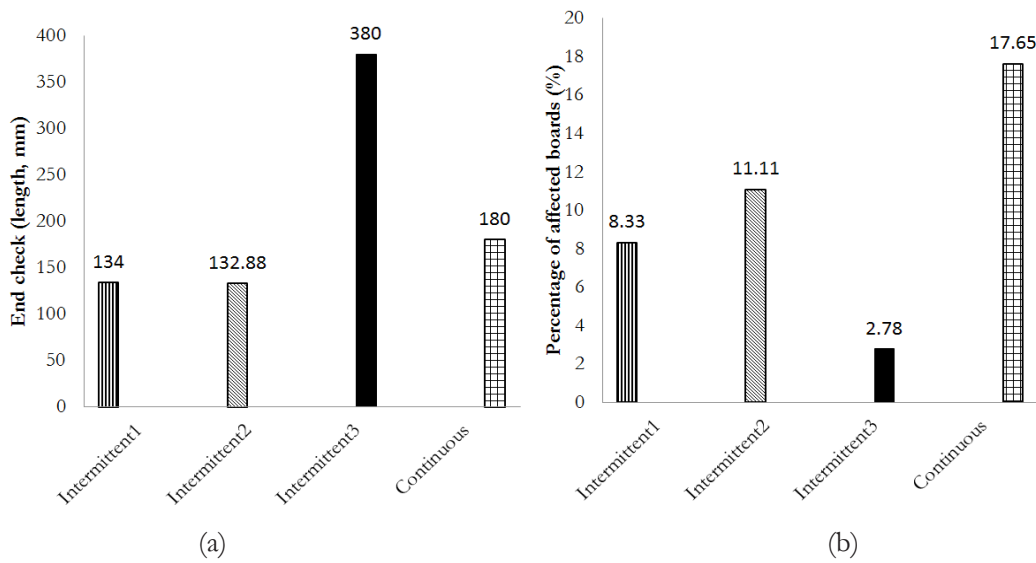 End check (length, mm)
400
350
300
250
200
150
100
50
0
134
132.88
380
180
Intermittent1
Intermittent2
Intermittent3
Continuous
(a)
Percentage of affected boards (%)
20
18
16
14
12
10
8
6
4
2
0
8.33
11.11
2.78
17.65
Intermittent1
Intermittent2
Intermittent3
Continuous
(b)